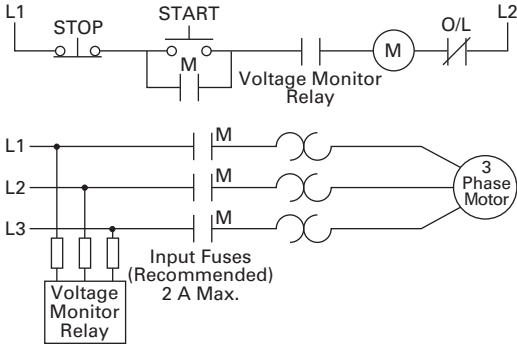 L1
STOP
START
O/L
L2
M
M
Voltage Monitor
Relay
L1
M
L2
M
L3
M
3
Phase
Motor
Input Fuses
(Recommended)
2 A Max.
Voltage
Monitor
Relay